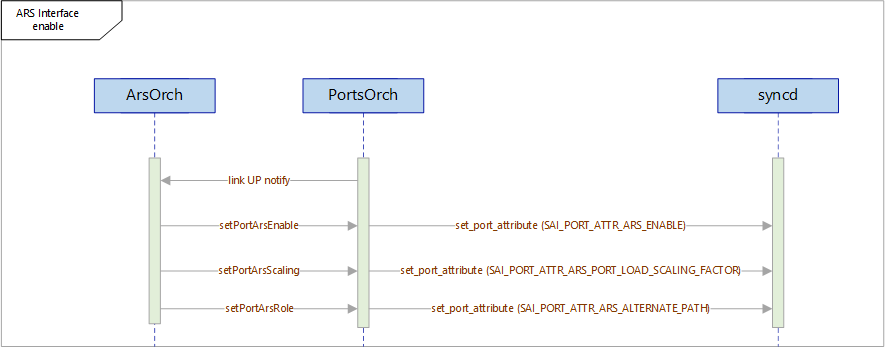 ARS Interface
enable
ArsOrch
PortsOrch
syncd
link UP notify
setPortArsEnable
set_port_attribute (SAI_PORT_ATTR_ARS_ENABLE)
setPortArsScaling
set_port_attribute (SAI_PORT_ATTR_ARS_PORT_LOAD_SCALING_FACTOR)
setPortArsRole
set_port_attribute (SAI_PORT_ATTR_ARS_ALTERNATE_PATH)